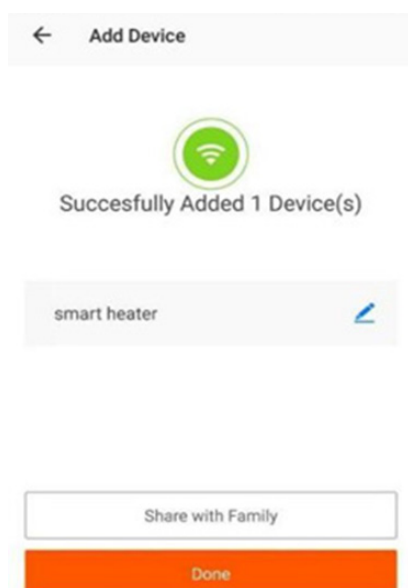 Add Device
Succesfully Added 1 Device(s)
smart heater
Share with Family
Done